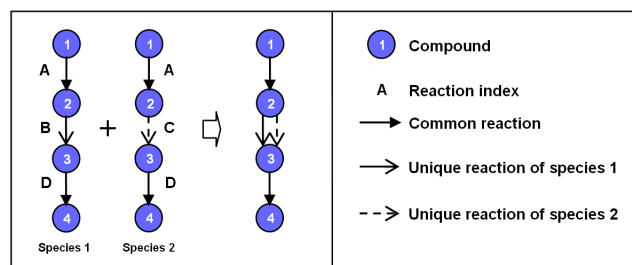 1 1 1
A A
2 2 2
B + C
3 3 3
D D
4 4 4
Species 1 Species 2
1 Compound
A Reaction index
Common reaction
Unique reaction of species 1
Unique reaction of species 2